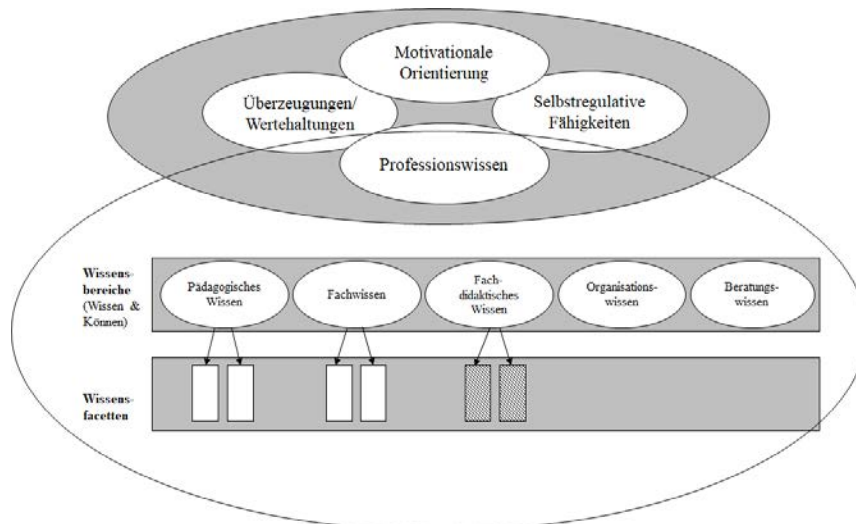 Motivationale
Orientierung
Überzeugungen/
Wertehaltungen
Selbstregulative
Fähigkeiten
Professionswissen
Wissens-
bereiche
(Wissen &
Können)
Pädagogisches
Wissen
Fachwissen
Fach-
didaktisches
Wissen
Organisations-
wissen
Beratungs-
wissen
Wissens-
facetten